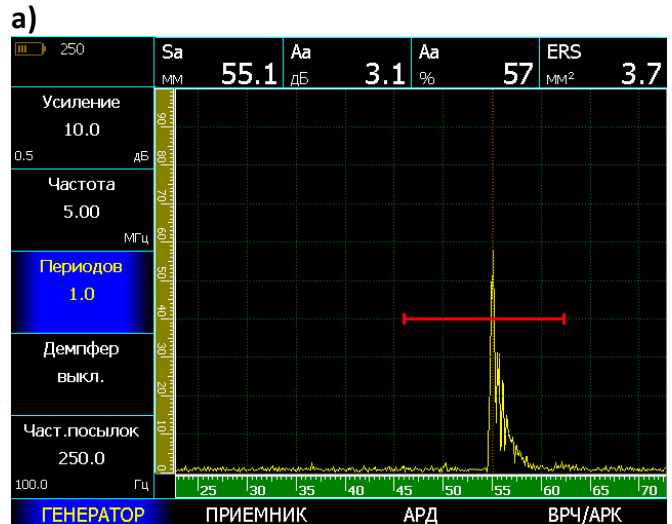 а)
250
Sa Aa Aa ERS
мм 55.1 дБ 3.1 % 57 мм² 3.7
Усиление
10.0
0.5 дБ
Частота
5.00
МГц
Периодов
1.0
Демпфер
выкл.
Част.посылок
250.0
100.0 Гц
90
80
70
60
50
40
30
20
10
0
25 30 35 40 45 50 55 60 65 70
ГЕНЕРАТОР ПРИЕМНИК АРД ВРЧ/АРК